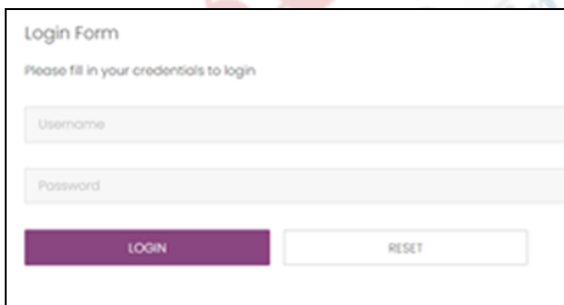 Login Form
Please fill in your credentials to login
Username
Password
LOGIN
RESET